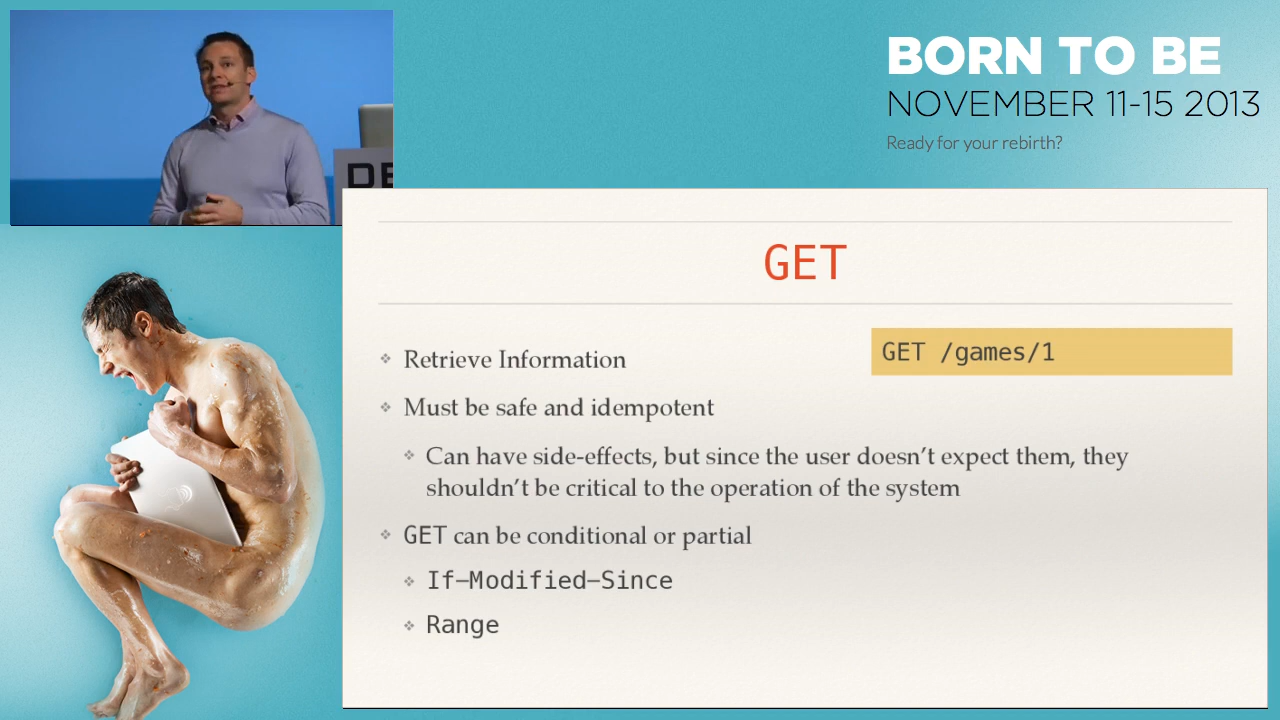 BORN TO BE
NOVEMBER 11-15 2013
Ready for your rebirth?
DE
GET
GET /games/1
Retrieve Information
Must be safe and idempotent
Can have side-effects, but since the user doesn't expect them, they
shouldn't be critical to the operation of the system
GET can be conditional or partial
If-Modified-Since
Range